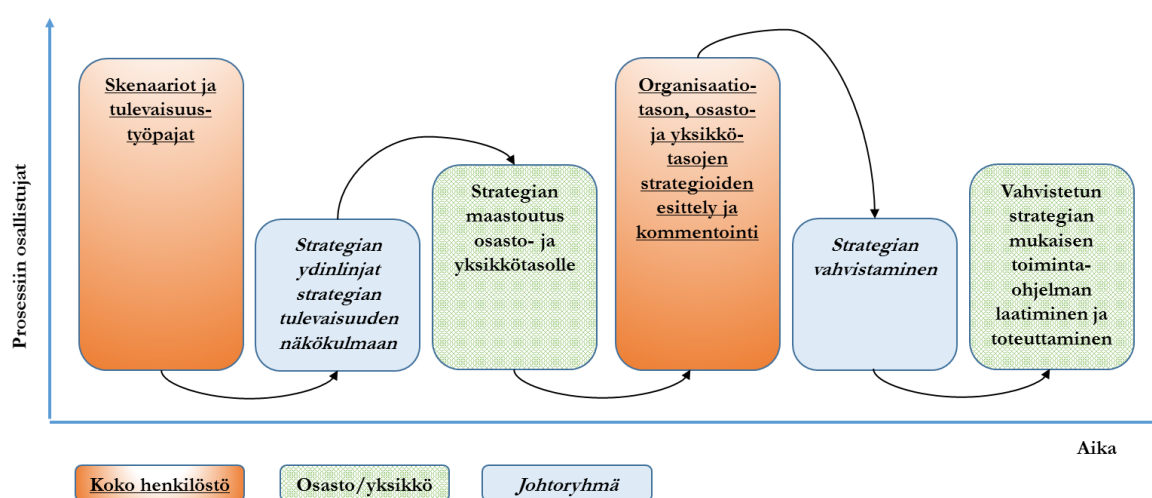 Prosessiin osallistujat
Skenaariot ja
tulevaisuus-
työpajat
Strategian
ydinlinjat
strategian
tulevaisuuden
näkökulmaan
Strategian
maastoutus
osasto- ja
yksikkötasolle
Organisaatio-
tason, osasto-
ja yksikkö-
tasojen
strategioiden
esittely ja
kommentointi
Strategian
vahvistaminen
Vahvistetun
strategian
mukaisen
toiminta-
ohjelman
laatiminen ja
toteuttaminen
Aika
Koko henkilöstö
Osasto/yksikkö
Johtoryhmä